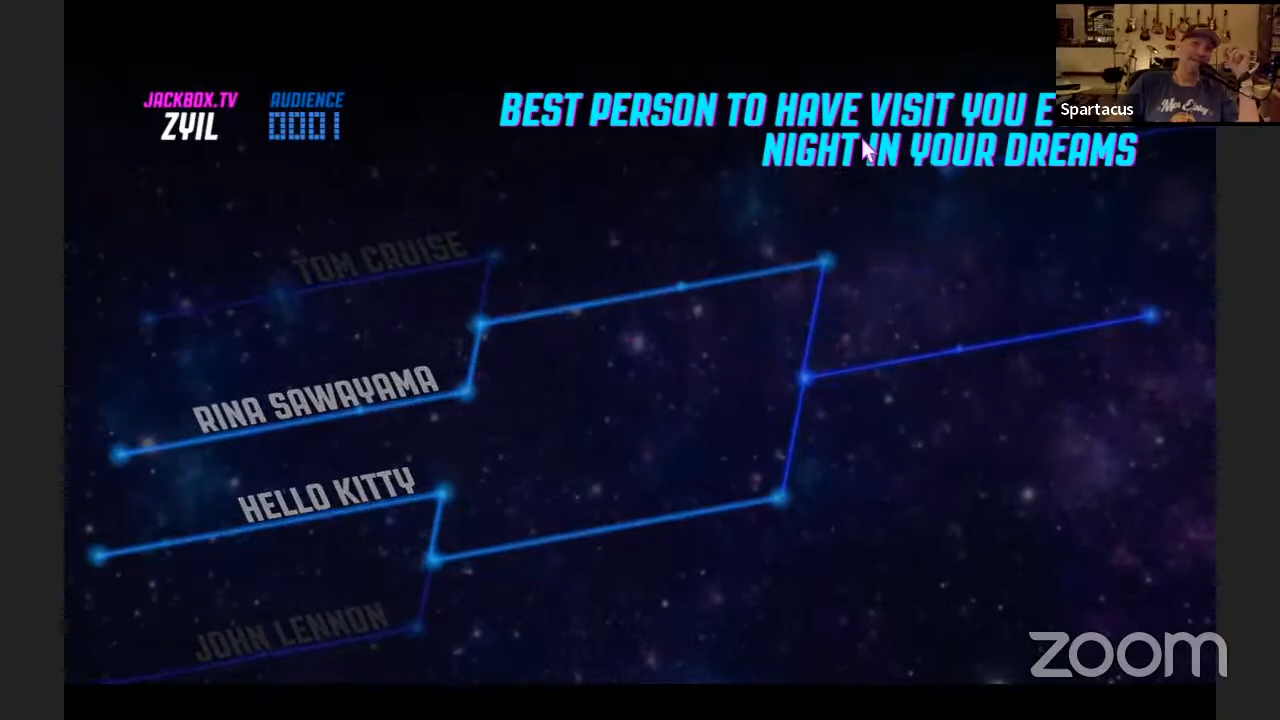 JACKBOX.TV
ZYIL
AUDIENCE
0001
BEST PERSON TO HAVE VISIT YOU E
NIGHT IN YOUR DREAMS
Spartacus
TOM CRUISE
RINA SAWAYAMA
HELLO KITTY
JOHN LENNON
zoom